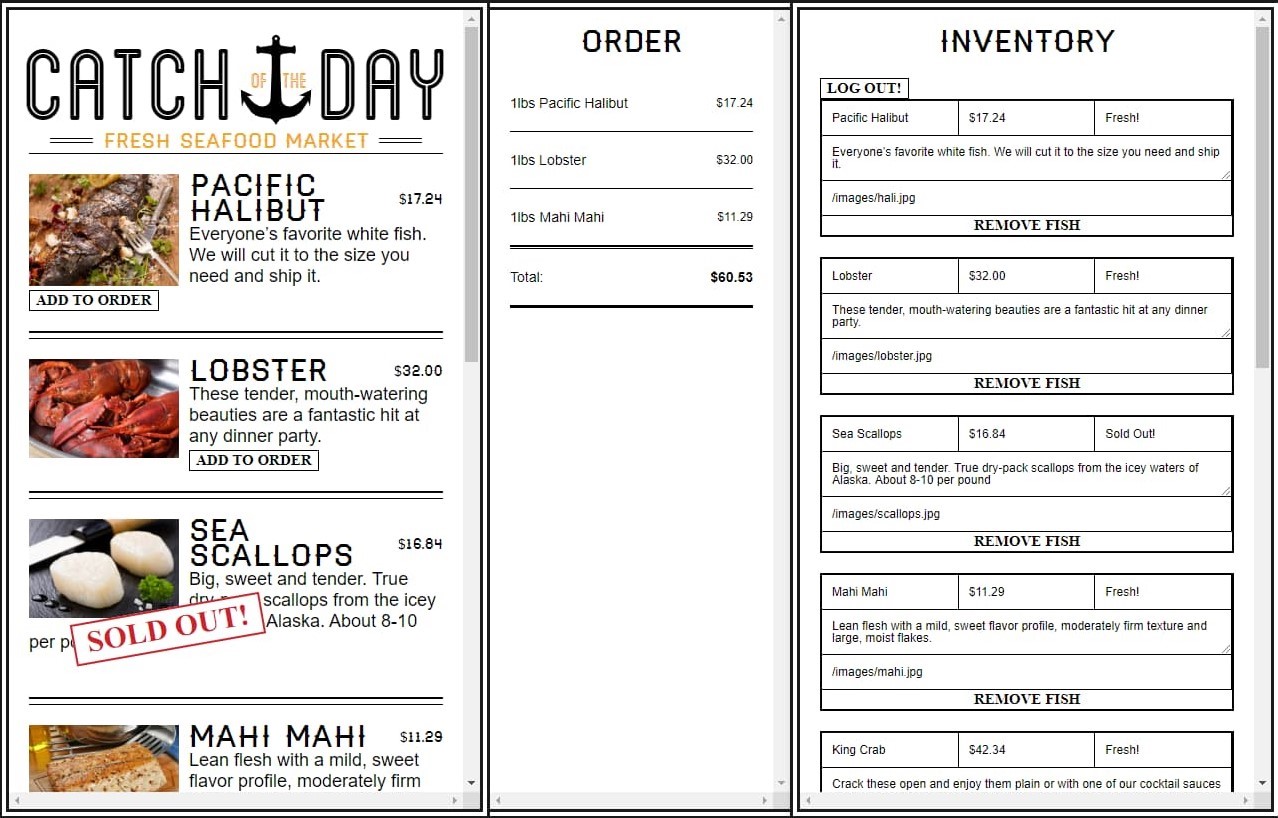 CATCH OF THE DAY
FRESH SEAFOOD MARKET
PACIFIC
HALIBUT
$17.24
Everyone’s favorite white fish.
We will cut it to the size you
need and ship it.
ADD TO ORDER
LOBSTER
$32.00
These tender, mouth-watering
beauties are a fantastic hit at
any dinner party.
ADD TO ORDER
SEA
SCALLOPS
$16.84
Big, sweet and tender. True
scallops from the icey
Alaska. About 8-10
per
SOLD OUT!
MAHI MAHI
$11.29
Lean flesh with a mild, sweet
flavor profile, moderately firm
ORDER
1lbs Pacific Halibut $17.24
1lbs Lobster $32.00
1lbs Mahi Mahi $11.29
Total: $60.53
INVENTORY
LOG OUT!
Pacific Halibut $17.24 Fresh!
Everyone’s favorite white fish. We will cut it to the size you need and ship
it.
/images/hali.jpg
REMOVE FISH
Lobster $32.00 Fresh!
These tender, mouth-watering beauties are a fantastic hit at any dinner
party.
/images/lobster.jpg
REMOVE FISH
Sea Scallops $16.84 Sold Out!
Big, sweet and tender. True dry-pack scallops from the icey waters of
Alaska. About 8-10 per pound
/images/scallops.jpg
REMOVE FISH
Mahi Mahi $11.29 Fresh!
Lean flesh with a mild, sweet flavor profile, moderately firm texture and
large, moist flakes.
/images/mahi.jpg
REMOVE FISH
King Crab $42.34 Fresh!
Crack these open and enjoy them plain or with one of our cocktail sauces